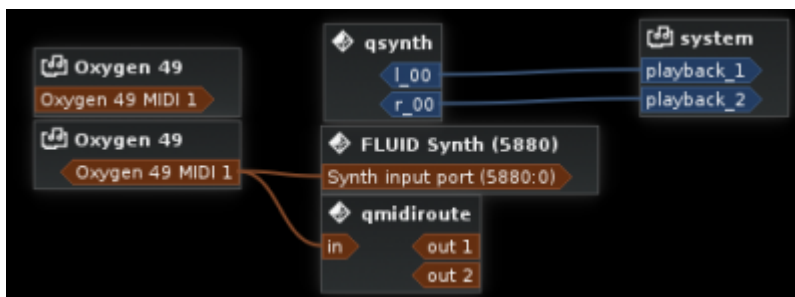 Oxygen 49
Oxygen 49 MIDI 1
Oxygen 49
Oxygen 49 MIDI 1
qsynth
l_00
r_00
FLUID Synth (5880)
Synth input port (5880:0)
qmidiroute
in
out 1
out 2
system
playback_1
playback_2